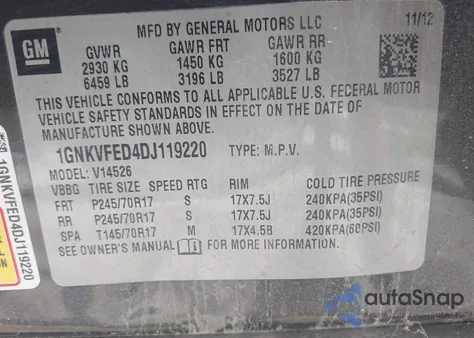 MFD BY GENERAL MOTORS LLC
11/12
GM
GVWR GAWR FRT GAWR RR
2930 KG 1450 KG 1600 KG
6459 LB 3196 LB 3527 LB
THIS VEHICLE CONFORMS TO ALL APPLICABLE U.S. FEDERAL MOTOR
VEHICLE SAFETY STANDARDS IN EFFECT ON THE DATE OF
MANUFACTURE SHOWN ABOVE.
1GNKVFED4DJ119220 TYPE: M.P.V.
MODEL: V14526
VBBG TIRE SIZE SPEED RTG RIM COLD TIRE PRESSURE
FRT P245/70R17 S 17X7.5J 240KPA(35PSI)
RR P245/70R17 S 17X7.5J 240KPA(35PSI)
SPA T145/70R17 M 17X4.5B 420KPA(60PSI)
SEE OWNER'S MANUAL FOR MORE INFORMATION
1GNKVFED4DJ119220
autoSnap